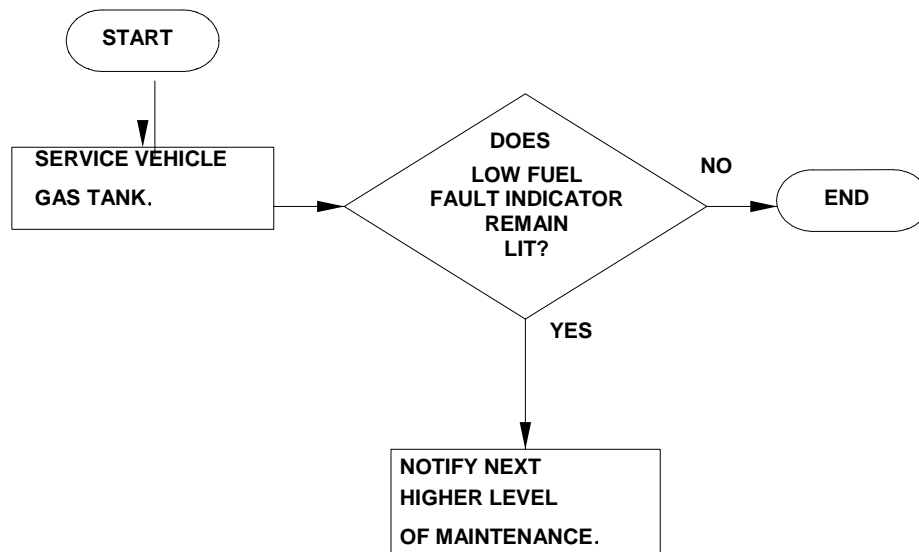 START
SERVICE VEHICLE
GAS TANK.
DOES
LOW FUEL
FAULT INDICATOR
REMAIN
LIT?
NO
END
YES
NOTIFY NEXT
HIGHER LEVEL
OF MAINTENANCE.